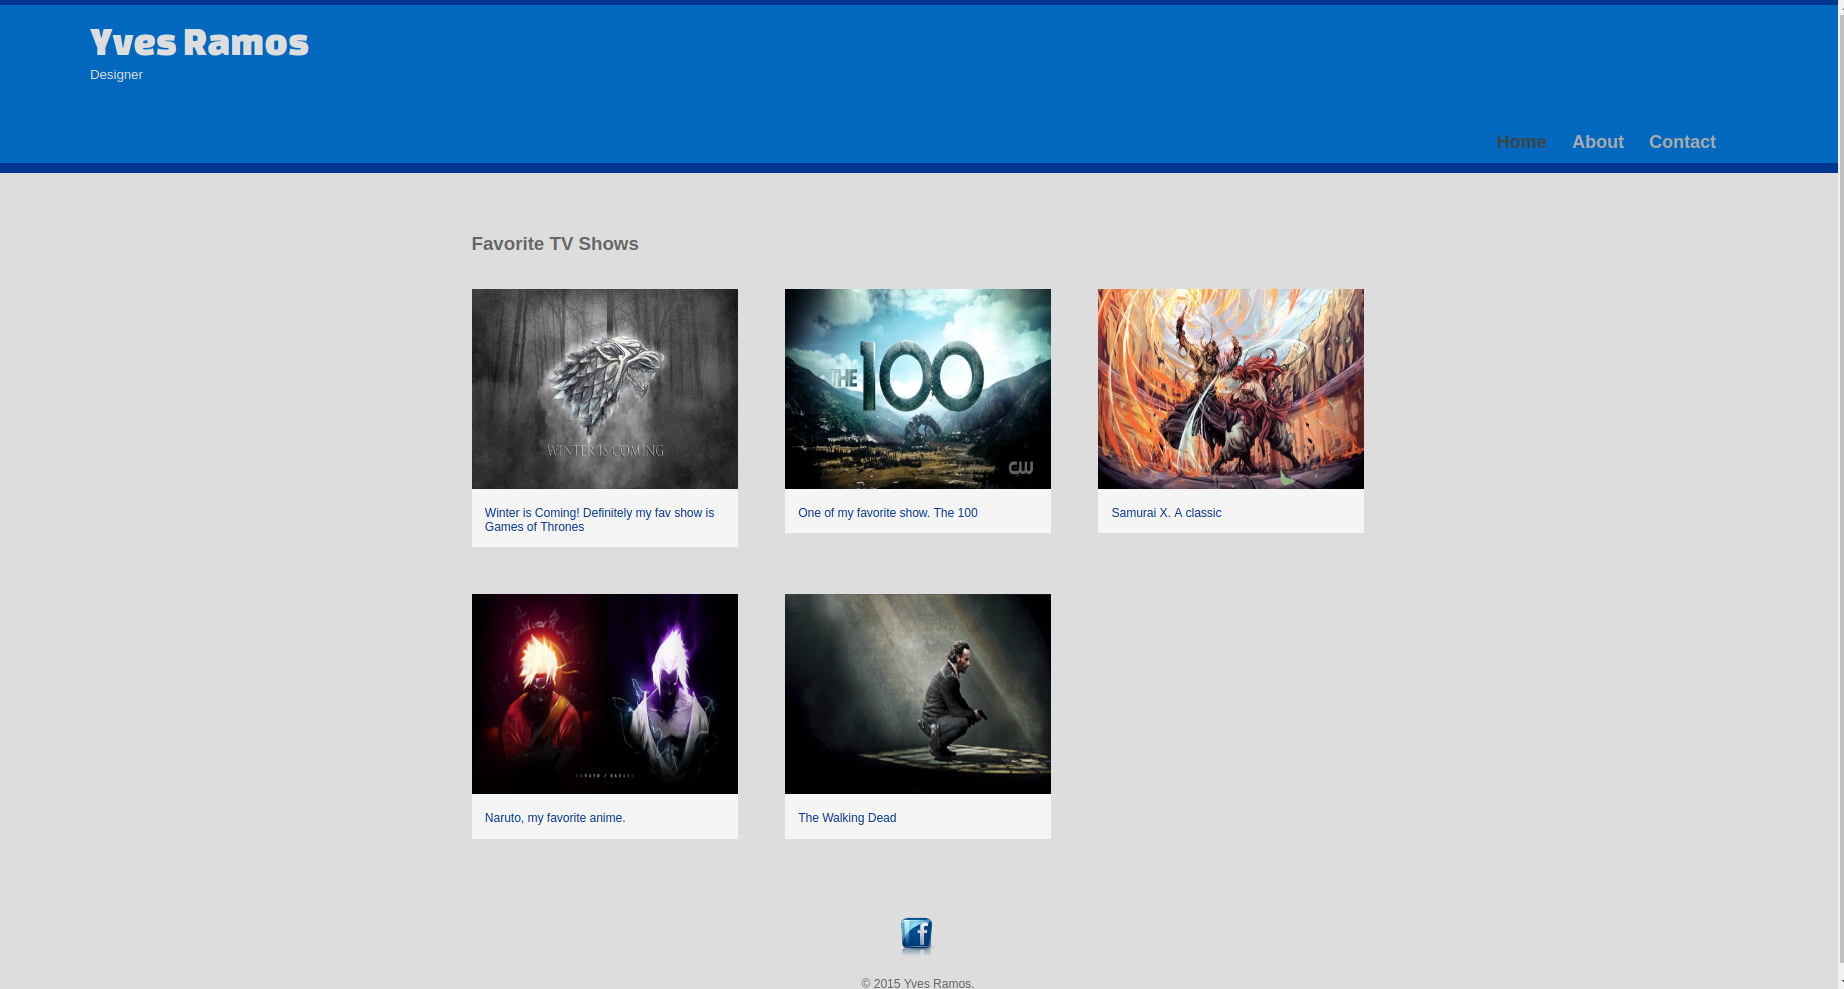 Yves Ramos
Designer
Home About Contact
Favorite TV Shows
WINTER IS COMING
THE 100
CW
Winter is Coming! Definitely my fav show is
Games of Thrones
One of my favorite show. The 100
Samurai X. A classic
Naruto, my favorite anime.
The Walking Dead
f
© 2015 Yves Ramos.